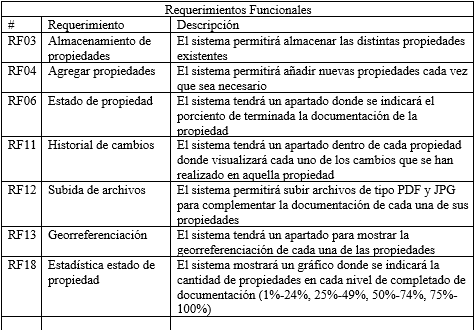 Requerimientos Funcionales
# Requerimiento Descripción
RF03 Almacenamiento de propiedades El sistema permitirá almacenar las distintas propiedades existentes
RF04 Agregar propiedades El sistema permitirá añadir nuevas propiedades cada vez que sea necesario
RF06 Estado de propiedad El sistema tendrá un apartado donde se indicará el porciento de terminada la documentación de la propiedad
RF11 Historial de cambios El sistema tendrá un apartado dentro de cada propiedad donde visualizará cada uno de los cambios que se han realizado en aquella propiedad
RF12 Subida de archivos El sistema permitirá subir archivos de tipo PDF y JPG para complementar la documentación de cada una de sus propiedades
RF13 Georreferenciación El sistema tendrá un apartado para mostrar la georreferenciación de cada una de las propiedades
RF18 Estadística estado de propiedad El sistema mostrará un gráfico donde se indicará la cantidad de propiedades en cada nivel de completado de documentación (1%-24%, 25%-49%, 50%-74%, 75%-100%)